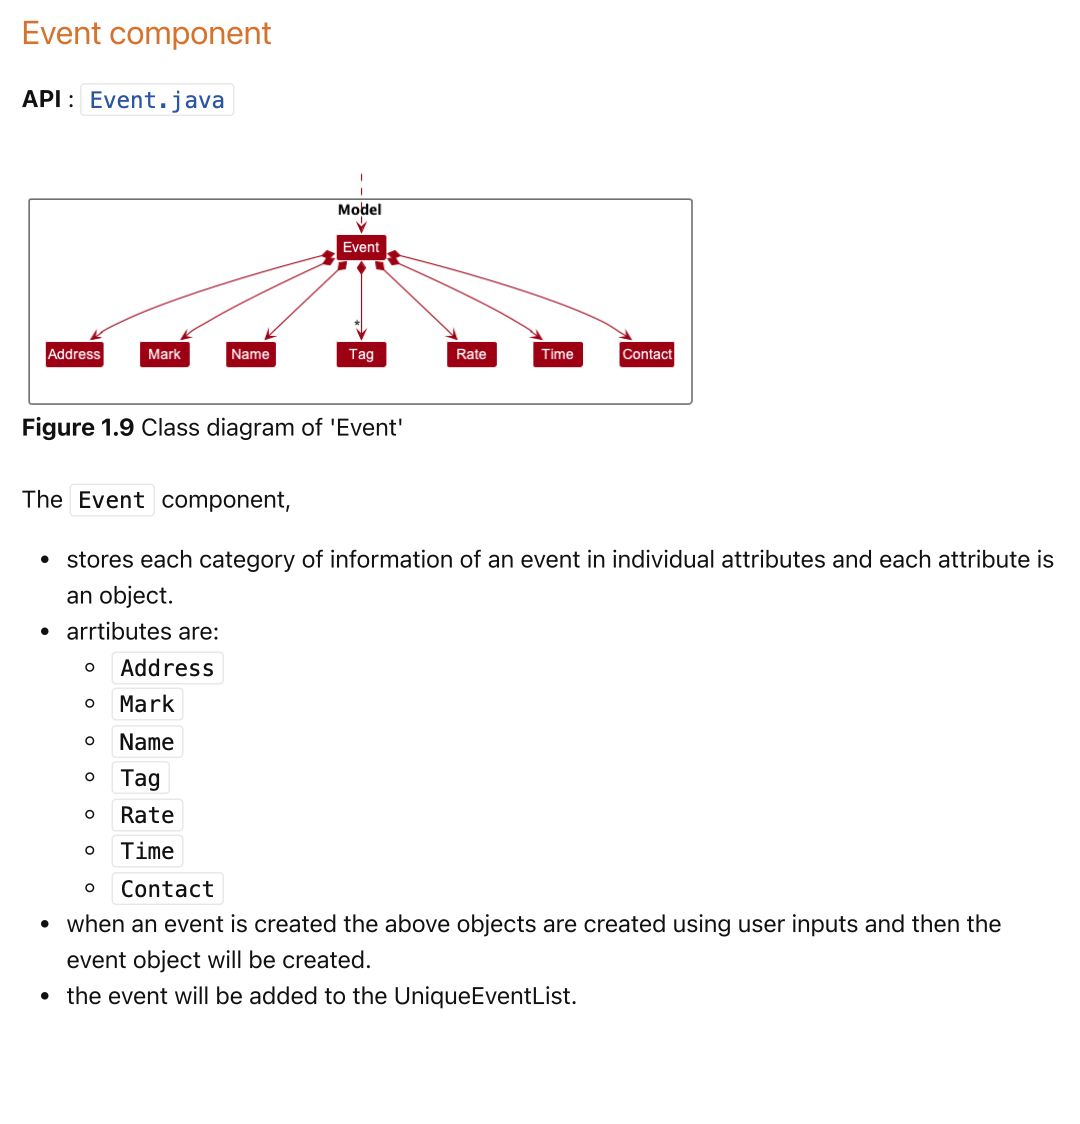 Event component
API : Event.java
Model
Event
*
Address Mark Name Tag Rate Time Contact
Figure 1.9 Class diagram of 'Event'
The Event component,
• stores each category of information of an event in individual attributes and each attribute is
an object.
• arrtibutes are:
Address
Mark
Name
Tag
Rate
Time
Contact
• when an event is created the above objects are created using user inputs and then the
event object will be created.
• the event will be added to the UniqueEventList.